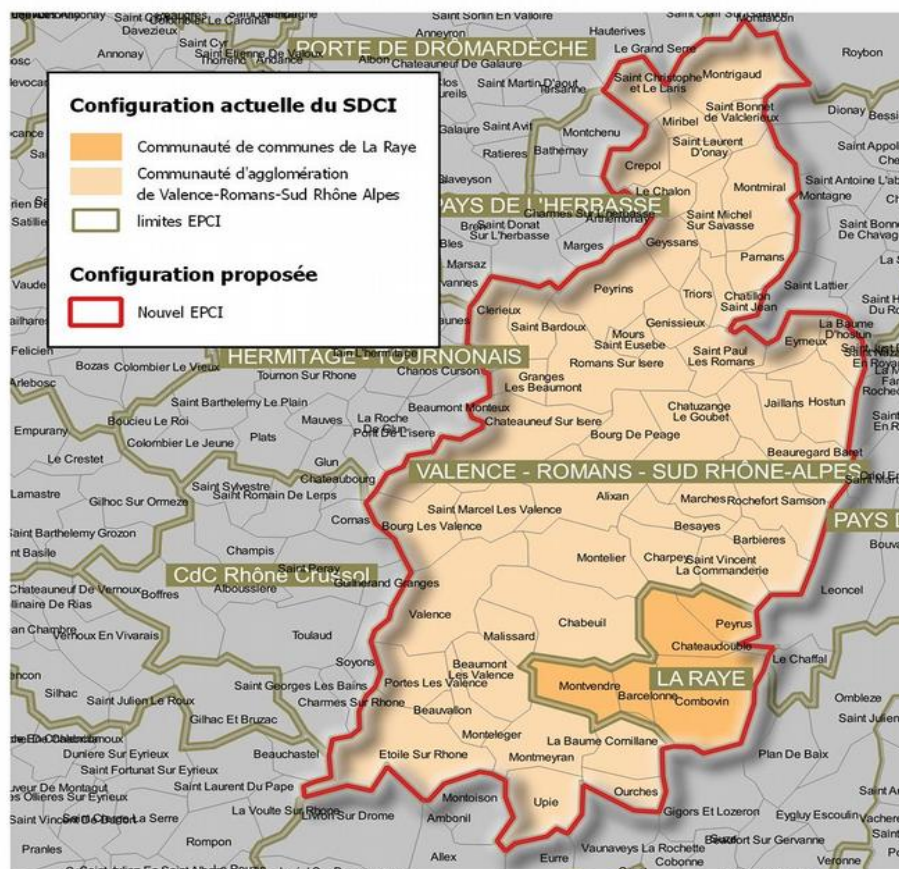 Saint Sorlin En Valloire
Colombier Le Cardinal
Davezieux
Anneyron
Hauterives
Montfalcon
Saint Cyr
Saint Etienne De Valoux
PORTE DE DRÔMARDÈCHE
Le Grand Serre
Roybon
Annonay
Thorrenc
Andance
Albon
Chateauneuf De Galaure
Saint Christophe
et Le Laris
Montrigaud
Saint Martin D'aout
Tersanne
Configuration actuelle du SDCI
Communauté de communes de La Raye
Communauté d'agglomération
de Valence-Romans-Sud Rhône Alpes
limites EPCI
Configuration proposée
Nouvel EPCI
Saint Bonnet
de Valclerieux
Dionay
Galaure
Saint Avit
Montchenu
Miribel
Saint Laurent
D'onay
Ratieres
Bathernay
Crepol
Claveyson
Le Chalon
Montmiral
Montagne
PAYS DE L'HERBASSE
Charmes Sur L'herbasse
Arthemonay
Saint Donat
Sur L'herbasse
Bren
Saint Michel
Sur Savasse
Marges
Geyssans
Parnans
Marsaz
Saint Lattier
Peyrins
Triors
Chatillon
Saint Jean
Clerieux
Saint Bardoux
Genissieux
La Baume
D'hostun
Mours
Saint Eusebe
Eymeux
HERMITAGE - TOURNONAIS
Tain L'hermitage
Romans Sur Isere
Saint Paul
Les Romans
Felicien
Bozas
Colombier Le Vieux
Tournon Sur Rhone
Chanos Curson
Granges
Les Beaumont
Arlebosc
Saint Barthelemy Le Plain
Beaumont Monteux
Chatuzange
Le Goubet
Jaillans
Hostun
Empurany
Boucieu Le Roi
Mauves
La Roche
De Glun
Chateauneuf Sur Isere
Colombier Le Jeune
Plats
Pont De L'isere
Bourg De Peage
Beauregard Baret
Le Crestet
Glun
Chateaubourg
VALENCE - ROMANS - SUD RHÔNE-ALPES
Lamastre
Gilhoc Sur Ormeze
Saint Sylvestre
Saint Romain De Lerps
Saint Marcel Les Valence
Alixan
Marches
Rochefort Samson
PAYS D
Saint Barthelemy Grozon
Cornas
Bourg Les Valence
Besayes
Barbieres
Champis
Montelier
Charpey
Saint Vincent
La Commanderie
CdC Rhône Crussol
Saint Peray
Guilherand Granges
Chateauneuf De Vernoux
Boffres
Alboussière
Leoncel
Valence
Chabeuil
Peyrus
Vernoux En Vivarais
Toulaud
Malissard
Chateaudouble
Soyons
Beaumont
Les Valence
Le Chaffal
LA RAYE
Silhac
Saint Julien Le Roux
Saint Georges Les Bains
Portes Les Valence
Montvendre
Barcelonne
Combovin
Ombleze
Charmes Sur Rhone
Beauvallon
Saint Julien
Gilhac Et Bruzac
Monteleger
La Baume Cornillane
Beauchastel
Etoile Sur Rhone
Montmeyran
Plan De Baix
Duniere Sur Eyrieux
Saint Fortunat Sur Eyrieux
Saint Laurent Du Pape
Montoison
Upie
Ourches
La Voulte Sur Rhone
Livron Sur Drome
Ambonil
Gigors Et Lozeron
Eygluy Escoulin
Rompon
Beaufort Sur Gervanne
Pranles
Allex
Eurre
Vaunaveys La Rochette
Cobonne
Veronne